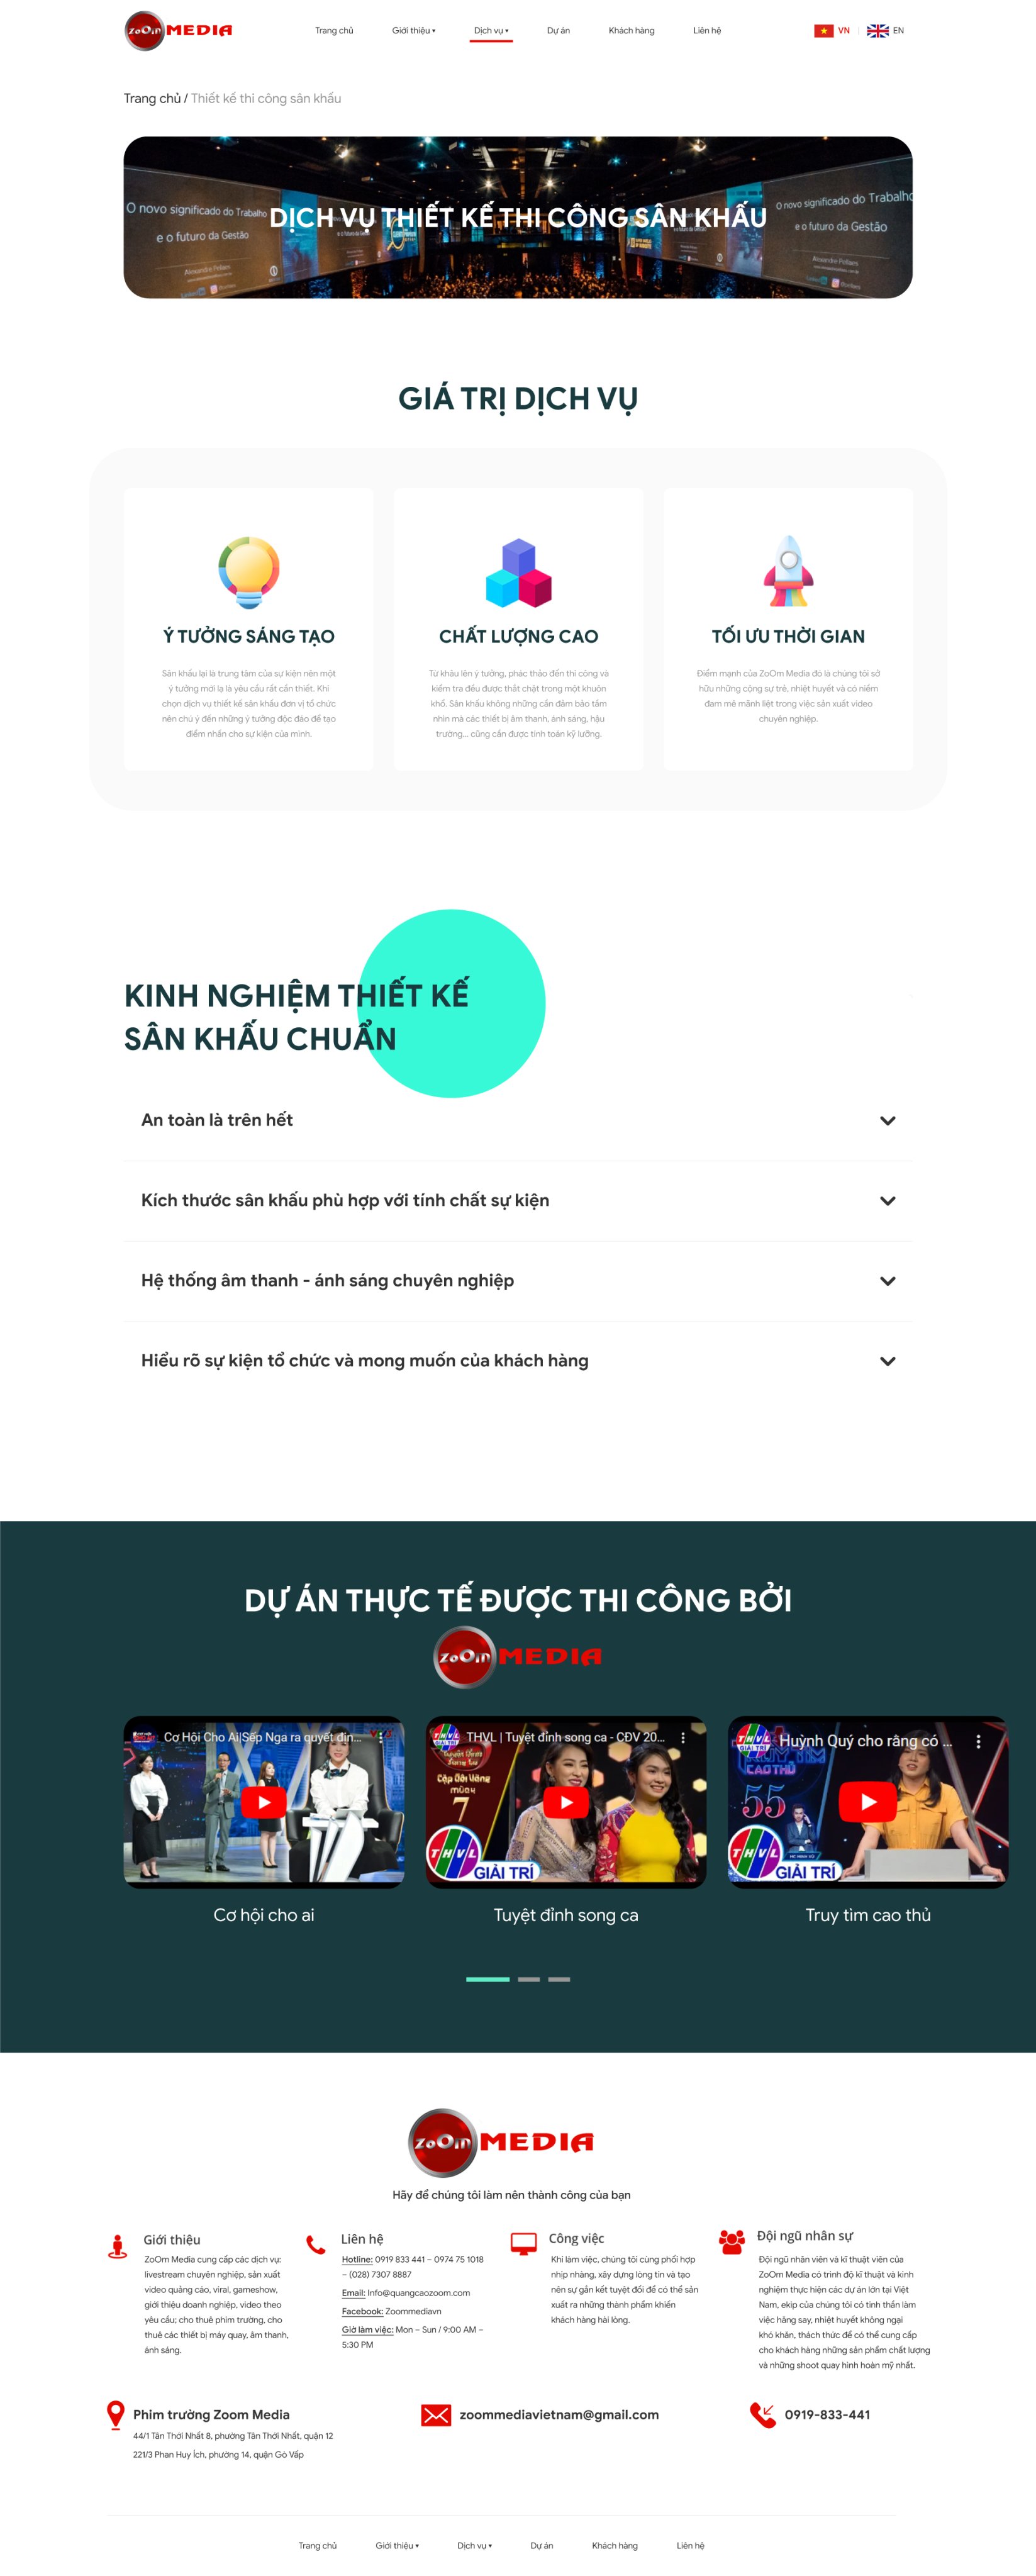 ZoOm MEDIA
Trang chủ Giới thiệu Dịch vụ Dự án Khách hàng Liên hệ VN EN
Trang chủ / Thiết kế thi công sân khấu
O novo significado do Trabalho
e o futuro da Gestão
DỊCH VỤ THIẾT KẾ THI CÔNG SÂN KHẤU
O novo significado do Trabalho
e o futuro da Gestão
GIÁ TRỊ DỊCH VỤ
Ý TƯỞNG SÁNG TẠO
Sân khấu lại là trung tâm của sự kiện nên một
ý tưởng mới lạ là yêu cầu rất cần thiết. Khi
chọn dịch vụ thiết kế sân khấu đơn vị tổ chức
nên chú ý đến những ý tưởng độc đáo để tạo
điểm nhấn cho sự kiện của mình.
CHẤT LƯỢNG CAO
Từ khâu lên ý tưởng, phác thảo đến thi công và
kiểm tra đều được thắt chặt trong một khuôn
khổ. Sân khấu không những cần đảm bảo tầm
nhìn mà các thiết bị âm thanh, ánh sáng, hậu
trường... cũng cần được tính toán kỹ lưỡng.
TỐI ƯU THỜI GIAN
Điểm mạnh của ZoOm Media đó là chúng tôi sở
hữu những cộng sự trẻ, nhiệt huyết và có niềm
đam mê mãnh liệt trong việc sản xuất video
chuyên nghiệp.
KINH NGHIỆM THIẾT KẾ
SÂN KHẤU CHUẨN
An toàn là trên hết
Kích thước sân khấu phù hợp với tính chất sự kiện
Hệ thống âm thanh - ánh sáng chuyên nghiệp
Hiểu rõ sự kiện tổ chức và mong muốn của khách hàng
DỰ ÁN THỰC TẾ ĐƯỢC THI CÔNG BỞI
ZoOm MEDIA
Cơ Hội Cho Ai|Sếp Nga ra quyết địn...
THVL | Tuyệt đỉnh song ca - CĐV 20...
Cặp Đôi Vàng
7
THVL GIẢI TRÍ
Huỳnh Quý cho rằng có ...
CAO THỦ
55
THVL GIẢI TRÍ
Cơ hội cho ai
Tuyệt đỉnh song ca
Truy tìm cao thủ
ZoOm MEDIA
Hãy để chúng tôi làm nên thành công của bạn
Giới thiệu
ZoOm Media cung cấp các dịch vụ:
livestream chuyên nghiệp, sản xuất
video quảng cáo, viral, gameshow,
giới thiệu doanh nghiệp, video theo
yêu cầu; cho thuê phim trường, cho
thuê các thiết bị máy quay, âm thanh,
ánh sáng.
Liên hệ
Hotline: 0919 833 441 – 0974 75 1018
– (028) 7307 8887
Email: Info@quangcaozoom.com
Facebook: Zoommediavn
Giờ làm việc: Mon – Sun / 9:00 AM –
5:30 PM
Công việc
Khi làm việc, chúng tôi cùng phối hợp
nhịp nhàng, xây dựng lòng tin và tạo
nên sự gắn kết tuyệt đối để có thể sản
xuất ra những thành phẩm khiến
khách hàng hài lòng.
Đội ngũ nhân sự
Đội ngũ nhân viên và kĩ thuật viên của
ZoOm Media có trình độ kĩ thuật và kinh
nghiệm thực hiện các dự án lớn tại Việt
Nam, ekip của chúng tôi có tinh thần làm
việc hăng say, nhiệt huyết không ngại
khó khăn, thách thức để có thể cung cấp
cho khách hàng những sản phẩm chất lượng
và những shoot quay hình hoàn mỹ nhất.
Phim trường Zoom Media
44/1 Tân Thới Nhất 8, phường Tân Thới Nhất, quận 12
221/3 Phan Huy Ích, phường 14, quận Gò Vấp
zoommediavietnam@gmail.com
0919-833-441
Trang chủ Giới thiệu Dịch vụ Dự án Khách hàng Liên hệ